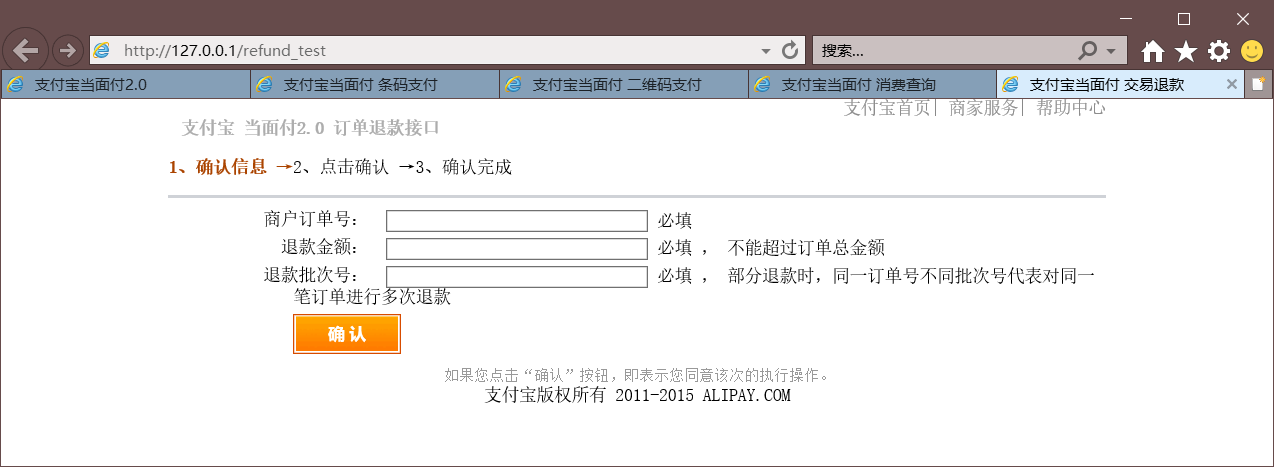 http://127.0.0.1/refund_test
搜索...
支付宝当面付2.0
支付宝当面付 条码支付
支付宝当面付 二维码支付
支付宝当面付 消费查询
支付宝当面付 交易退款
支付宝首页| 商家服务| 帮助中心
支付宝 当面付2.0 订单退款接口
1、确认信息 →2、点击确认 →3、确认完成
商户订单号： 必填
退款金额： 必填 ， 不能超过订单总金额
退款批次号： 必填 ， 部分退款时，同一订单号不同批次号代表对同一
笔订单进行多次退款
确 认
如果您点击“确认”按钮，即表示您同意该次的执行操作。
支付宝版权所有 2011-2015 ALIPAY.COM